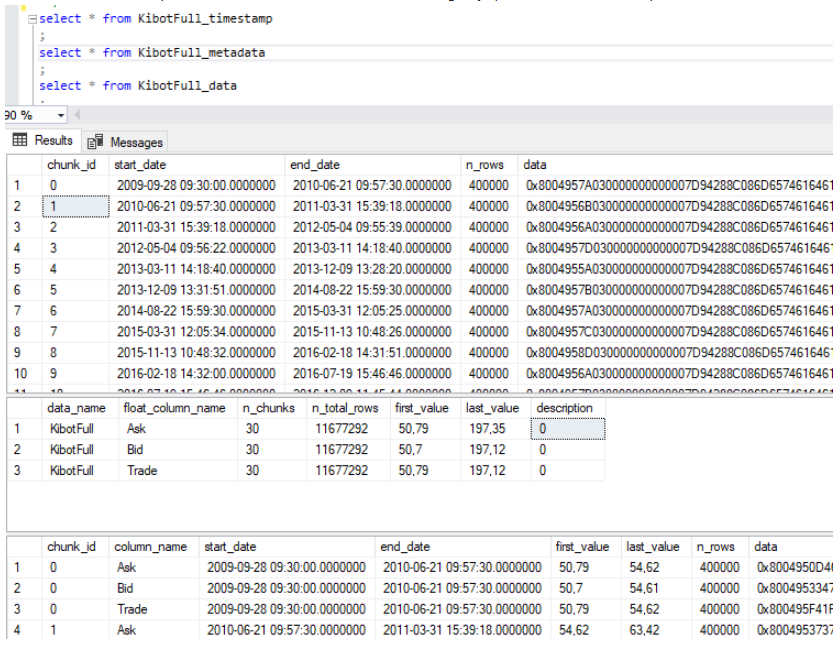 select * from KibotFull_timestamp
;
select * from KibotFull_metadata
;
select * from KibotFull_data
90 %
Results Messages
chunk_id start_date end_date n_rows data
1 0 2009-09-28 09:30:00.0000000 2010-06-21 09:57:30.0000000 400000 0x8004957A030000000000007D94288C086D6574616461
2 1 2010-06-21 09:57:30.0000000 2011-03-31 15:39:18.0000000 400000 0x8004956B030000000000007D94288C086D6574616461
3 2 2011-03-31 15:39:18.0000000 2012-05-04 09:55:39.0000000 400000 0x8004956A030000000000007D94288C086D6574616461
4 3 2012-05-04 09:56:22.0000000 2013-03-11 14:18:40.0000000 400000 0x8004957D030000000000007D94288C086D6574616461
5 4 2013-03-11 14:18:40.0000000 2013-12-09 13:28:20.0000000 400000 0x8004955A030000000000007D94288C086D6574616461
6 5 2013-12-09 13:31:51.0000000 2014-08-22 15:59:30.0000000 400000 0x8004957B030000000000007D94288C086D6574616461
7 6 2014-08-22 15:59:30.0000000 2015-03-31 12:05:25.0000000 400000 0x8004957A030000000000007D94288C086D6574616461
8 7 2015-03-31 12:05:34.0000000 2015-11-13 10:48:26.0000000 400000 0x8004957C030000000000007D94288C086D6574616461
9 8 2015-11-13 10:48:32.0000000 2016-02-18 14:31:51.0000000 400000 0x8004958D030000000000007D94288C086D6574616461
10 9 2016-02-18 14:32:00.0000000 2016-07-19 15:46:46.0000000 400000 0x8004956A030000000000007D94288C086D6574616461
data_name float_column_name n_chunks n_total_rows first_value last_value description
1 KibotFull Ask 30 11677292 50,79 197,35 0
2 KibotFull Bid 30 11677292 50,7 197,12 0
3 KibotFull Trade 30 11677292 50,79 197,12 0
chunk_id column_name start_date end_date first_value last_value n_rows data
1 0 Ask 2009-09-28 09:30:00.0000000 2010-06-21 09:57:30.0000000 50,79 54,62 400000 0x8004950D40
2 0 Bid 2009-09-28 09:30:00.0000000 2010-06-21 09:57:30.0000000 50,7 54,61 400000 0x8004953347
3 0 Trade 2009-09-28 09:30:00.0000000 2010-06-21 09:57:30.0000000 50,79 54,62 400000 0x800495F41F
4 1 Ask 2010-06-21 09:57:30.0000000 2011-03-31 15:39:18.0000000 54,62 63,42 400000 0x8004953737